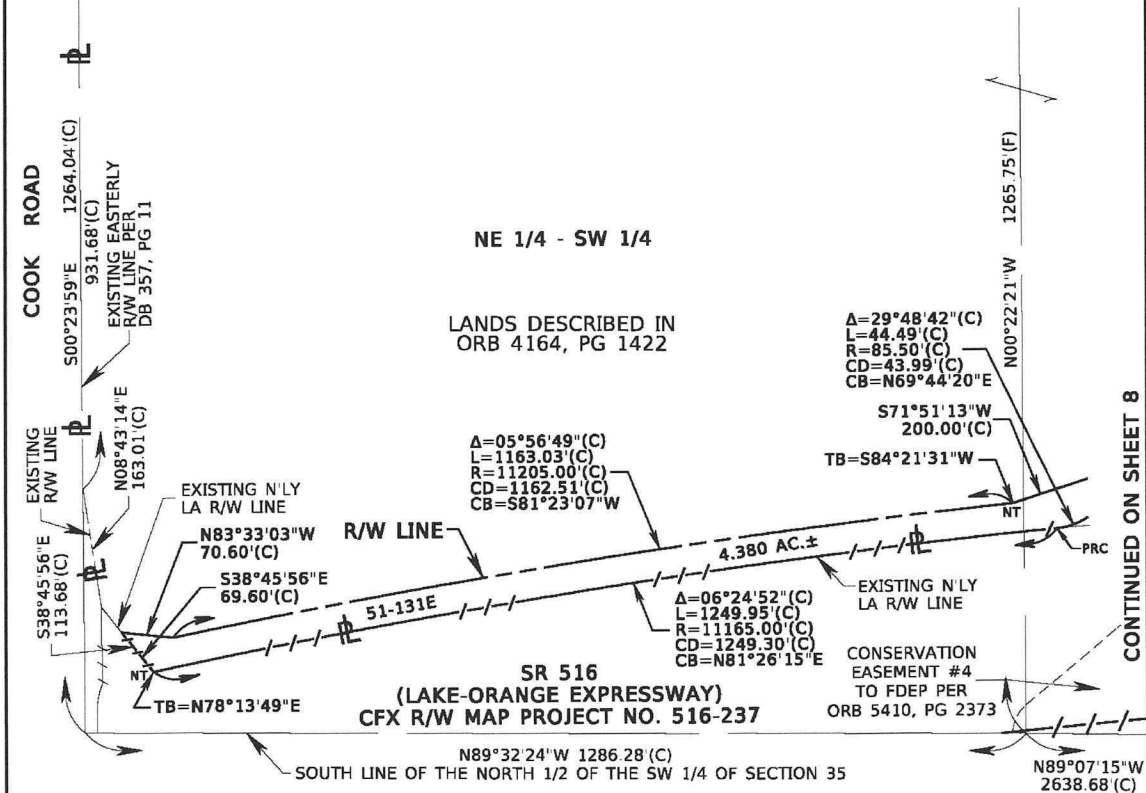 COOK ROAD
S00°23'59"E 1264.04'(C)
931.68'(C)
EXISTING EASTERLY
R/W LINE PER
DB 357, PG 11
PL
NE 1/4 - SW 1/4
LANDS DESCRIBED IN
ORB 4164, PG 1422
N00°22'21"W 1265.75'(F)
Δ=29°48'42"(C)
L=44.49'(C)
R=85.50'(C)
CD=43.99'(C)
CB=N69°44'20"E
S71°51'13"W
200.00'(C)
TB=S84°21'31"W
NT
PRC
CONTINUED ON SHEET 8
PL
EXISTING
R/W LINE
N08°43'14"E
163.01'(C)
Δ=05°56'49"(C)
L=1163.03'(C)
R=11205.00'(C)
CD=1162.51'(C)
CB=S81°23'07"W
EXISTING N'LY
LA R/W LINE
N83°33'03"W
70.60'(C)
R/W LINE
S38°45'56"E
69.60'(C)
PL
S38°45'56"E
113.68'(C)
51-131E
4.380 AC.±
PL
PL
EXISTING N'LY
LA R/W LINE
Δ=06°24'52"(C)
L=1249.95'(C)
R=11165.00'(C)
CD=1249.30'(C)
CB=N81°26'15"E
NT
TB=N78°13'49"E
SR 516
(LAKE-ORANGE EXPRESSWAY)
CFX R/W MAP PROJECT NO. 516-237
CONSERVATION
EASEMENT #4
TO FDEP PER
ORB 5410, PG 2373
N89°32'24"W 1286.28'(C)
SOUTH LINE OF THE NORTH 1/2 OF THE SW 1/4 OF SECTION 35
N89°07'15"W
2638.68'(C)